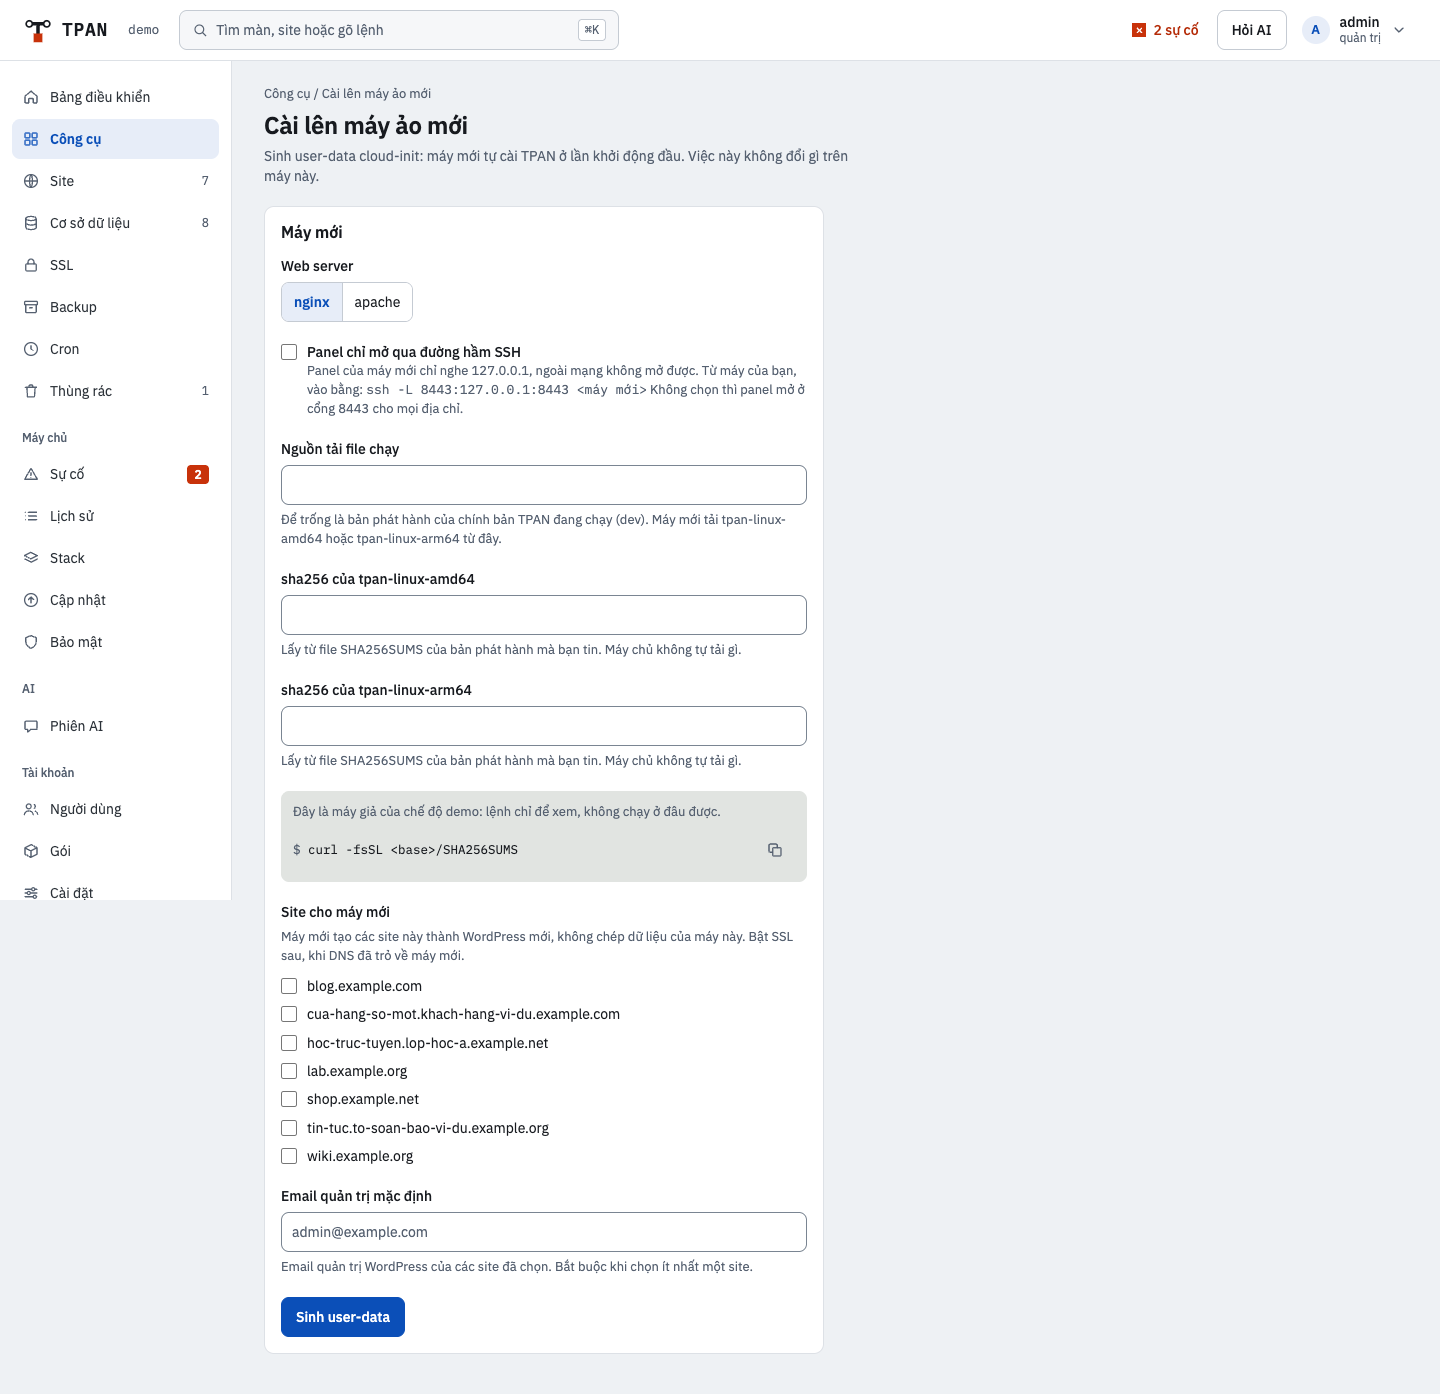 TPAN
demo
Tìm màn, site hoặc gõ lệnh
⌘K
2 sự cố
Hỏi AI
A
admin
quản trị
Bảng điều khiển
Công cụ
Site 7
Cơ sở dữ liệu 8
SSL
Backup
Cron
Thùng rác 1
Máy chủ
Sự cố 2
Lịch sử
Stack
Cập nhật
Bảo mật
AI
Phiên AI
Tài khoản
Người dùng
Gói
Cài đặt
Công cụ / Cài lên máy ảo mới
Cài lên máy ảo mới
Sinh user-data cloud-init: máy mới tự cài TPAN ở lần khởi động đầu. Việc này không đổi gì trên
máy này.
Máy mới
Web server
nginx
apache
Panel chỉ mở qua đường hầm SSH
Panel của máy mới chỉ nghe 127.0.0.1, ngoài mạng không mở được. Từ máy của bạn,
vào bằng: ssh -L 8443:127.0.0.1:8443 <máy mới> Không chọn thì panel mở ở
cổng 8443 cho mọi địa chỉ.
Nguồn tải file chạy
Để trống là bản phát hành của chính bản TPAN đang chạy (dev). Máy mới tải tpan-linux-
amd64 hoặc tpan-linux-arm64 từ đây.
sha256 của tpan-linux-amd64
Lấy từ file SHA256SUMS của bản phát hành mà bạn tin. Máy chủ không tự tải gì.
sha256 của tpan-linux-arm64
Lấy từ file SHA256SUMS của bản phát hành mà bạn tin. Máy chủ không tự tải gì.
Đây là máy giả của chế độ demo: lệnh chỉ để xem, không chạy ở đâu được.
$ curl -fsSL <base>/SHA256SUMS
Site cho máy mới
Máy mới tạo các site này thành WordPress mới, không chép dữ liệu của máy này. Bật SSL
sau, khi DNS đã trỏ về máy mới.
blog.example.com
cua-hang-so-mot.khach-hang-vi-du.example.com
hoc-truc-tuyen.lop-hoc-a.example.net
lab.example.org
shop.example.net
tin-tuc.to-soan-bao-vi-du.example.org
wiki.example.org
Email quản trị mặc định
admin@example.com
Email quản trị WordPress của các site đã chọn. Bắt buộc khi chọn ít nhất một site.
Sinh user-data